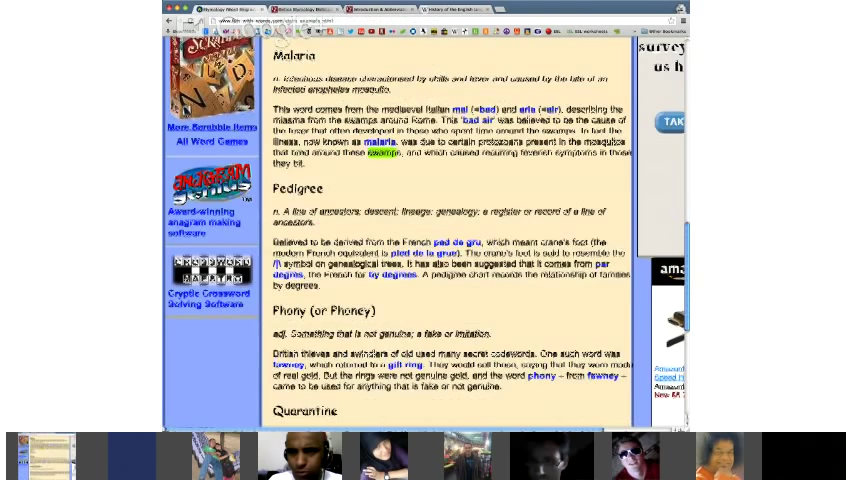 More Scrabble Items
All Word Games
ANAGRAM
GENIUS
Award-winning
anagram making
software
Cryptic Crossword
Solving Software
Malaria
n. Infectious disease characterised by chills and fever and caused by the bite of an
infected anopheles mosquito.
This word comes from the mediaeval Italian mal (=bad) and aria (=air), describing the
miasma from the swamps around Rome. This 'bad air' was believed to be the cause of
the fever that often developed in those who spent time around the swamps. In fact the
illness, now known as malaria, was due to certain protozoans present in the mosquitos
that bred around these swamps, and which caused recurring feverish symptoms in those
they bit.
Pedigree
n. A line of ancestors; descent; lineage; genealogy; a register or record of a line of
ancestors.
Believed to be derived from the French ped de gru, which meant crane's foot (the
modern French equivalent is pied de la grue). The crane's foot is said to resemble the
/|\ symbol on genealogical trees. It has also been suggested that it comes from par
degres, the French for by degrees. A pedigree chart records the relationship of families
by degrees.
Phony (or Phoney)
adj. Something that is not genuine; a fake or imitation.
British thieves and swindlers of old used many secret codewords. One such word was
fawney, which referred to a gilt ring. They would sell these, saying that they were made
of real gold. But the rings were not genuine gold, and the word phony - from fawney -
came to be used for anything that is fake or not genuine.
Quarantine
survey
us h
TAK
ama